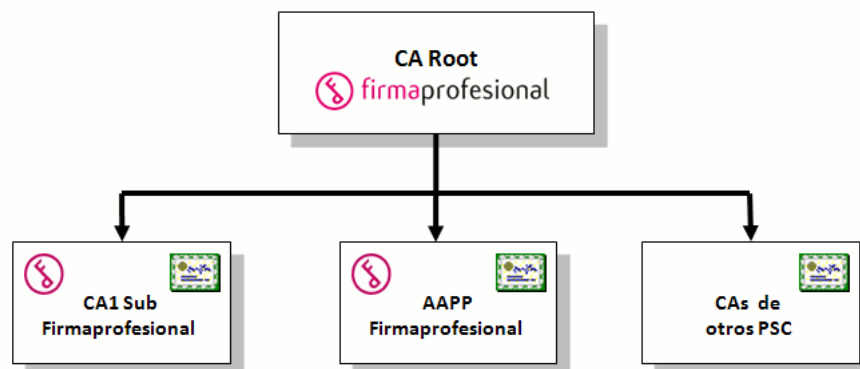 CA Root
firmaprofesional
CA1 Sub
Firmaprofesional
AAPP
Firmaprofesional
CAs de
otros PSC